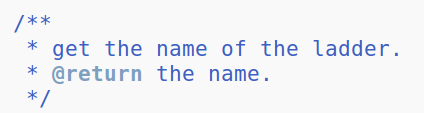 /**
* get the name of the ladder.
* @return the name.
*/